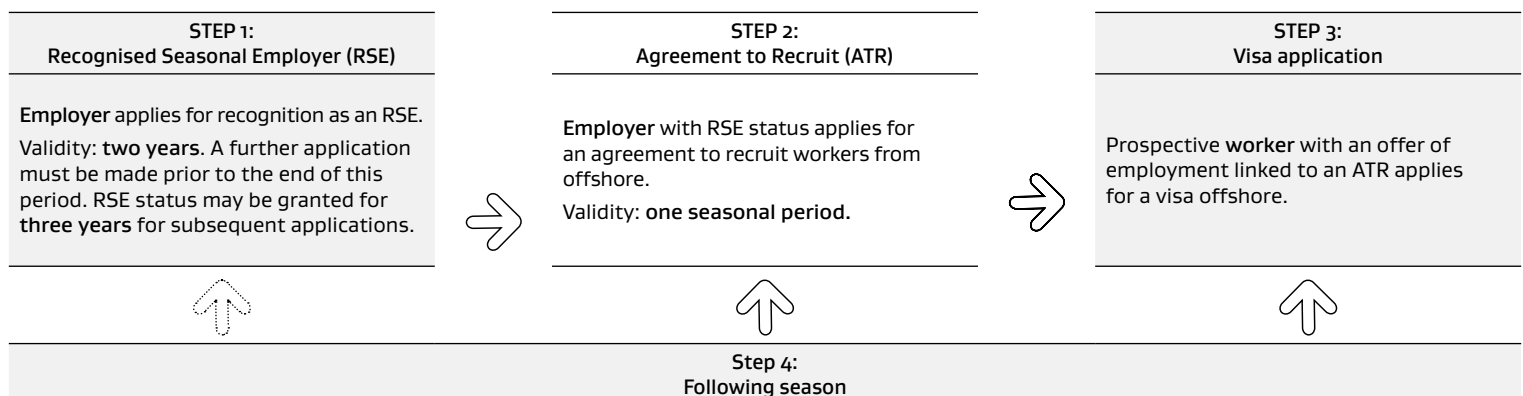 STEP 1:
Recognised Seasonal Employer (RSE)
Employer applies for recognition as an RSE.
Validity: two years. A further application
must be made prior to the end of this
period. RSE status may be granted for
three years for subsequent applications.
STEP 2:
Agreement to Recruit (ATR)
Employer with RSE status applies for
an agreement to recruit workers from
offshore.
Validity: one seasonal period.
STEP 3:
Visa application
Prospective worker with an offer of
employment linked to an ATR applies
for a visa offshore.
Step 4:
Following season